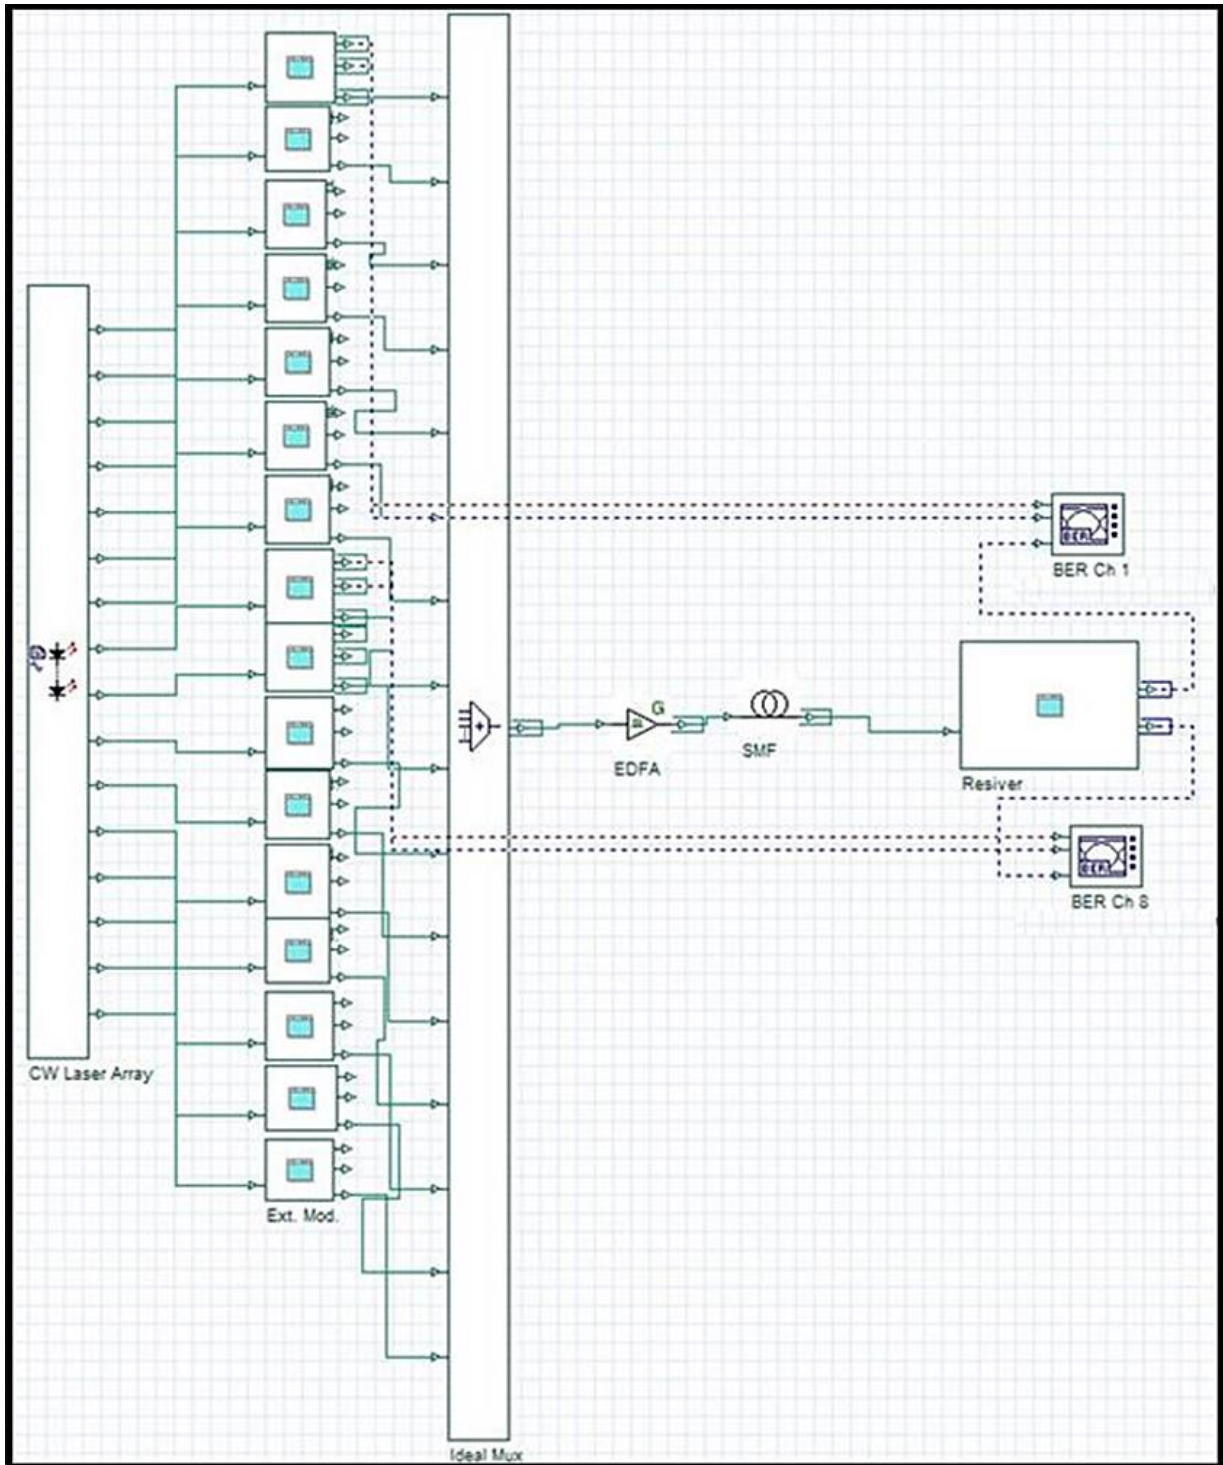 BER Ch 1
G
EDFA
SMF
Resiver
BER Ch 8
CW Laser Array
Ext. Mod.
Ideal Mux